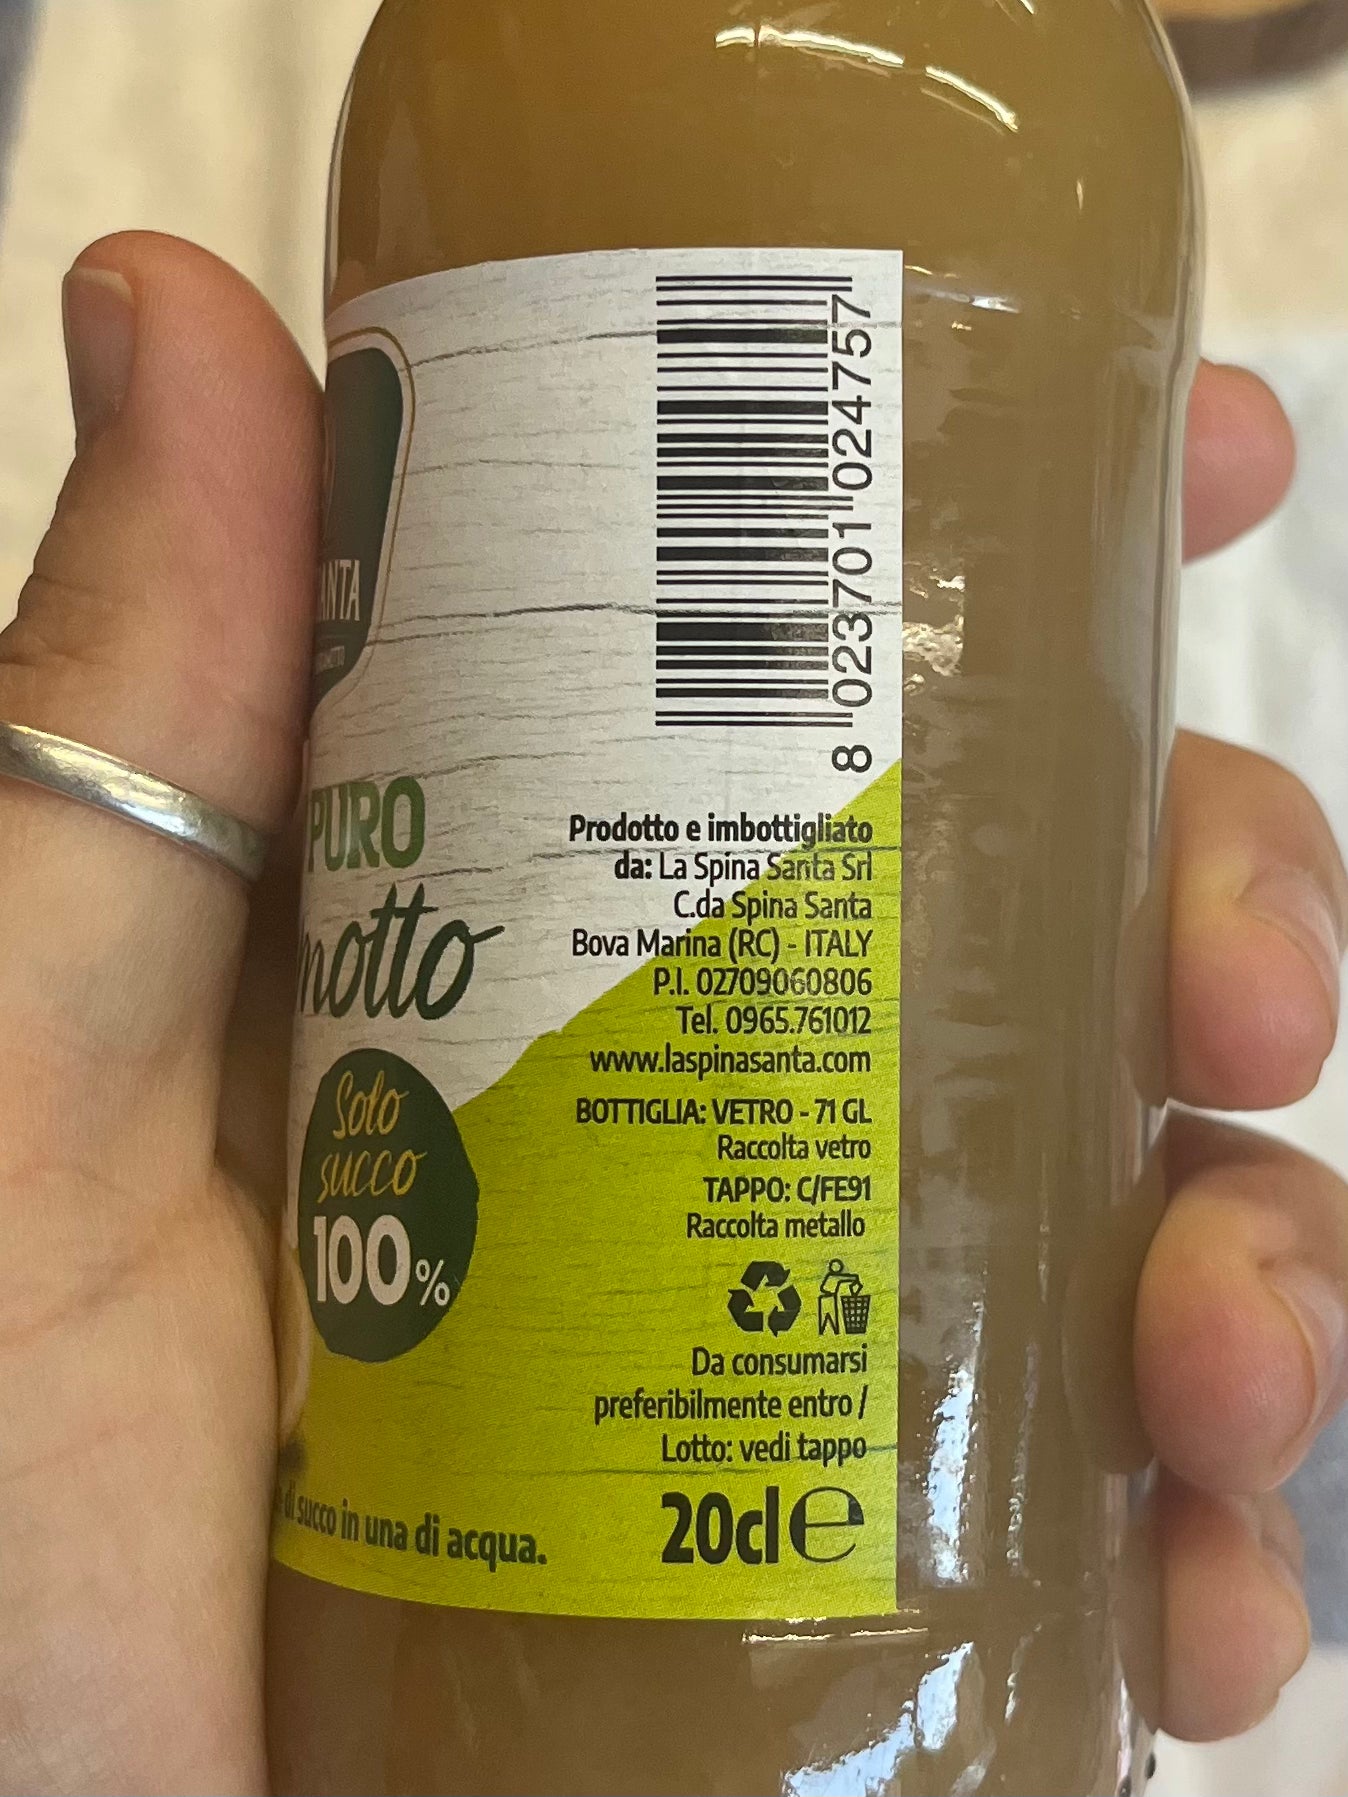 ANTA
PURO
motto
Solo
succo
100%
di succo in una di acqua.
8 023701 024757
Prodotto e imbottigliato
da: La Spina Santa Srl
C.da Spina Santa
Bova Marina (RC) - ITALY
P.I. 02709060806
Tel. 0965.761012
www.laspinasanta.com
BOTTIGLIA: VETRO - 71 GL
Raccolta vetro
TAPPO: C/FE91
Raccolta metallo
Da consumarsi
preferibilmente entro /
Lotto: vedi tappo
20cl e